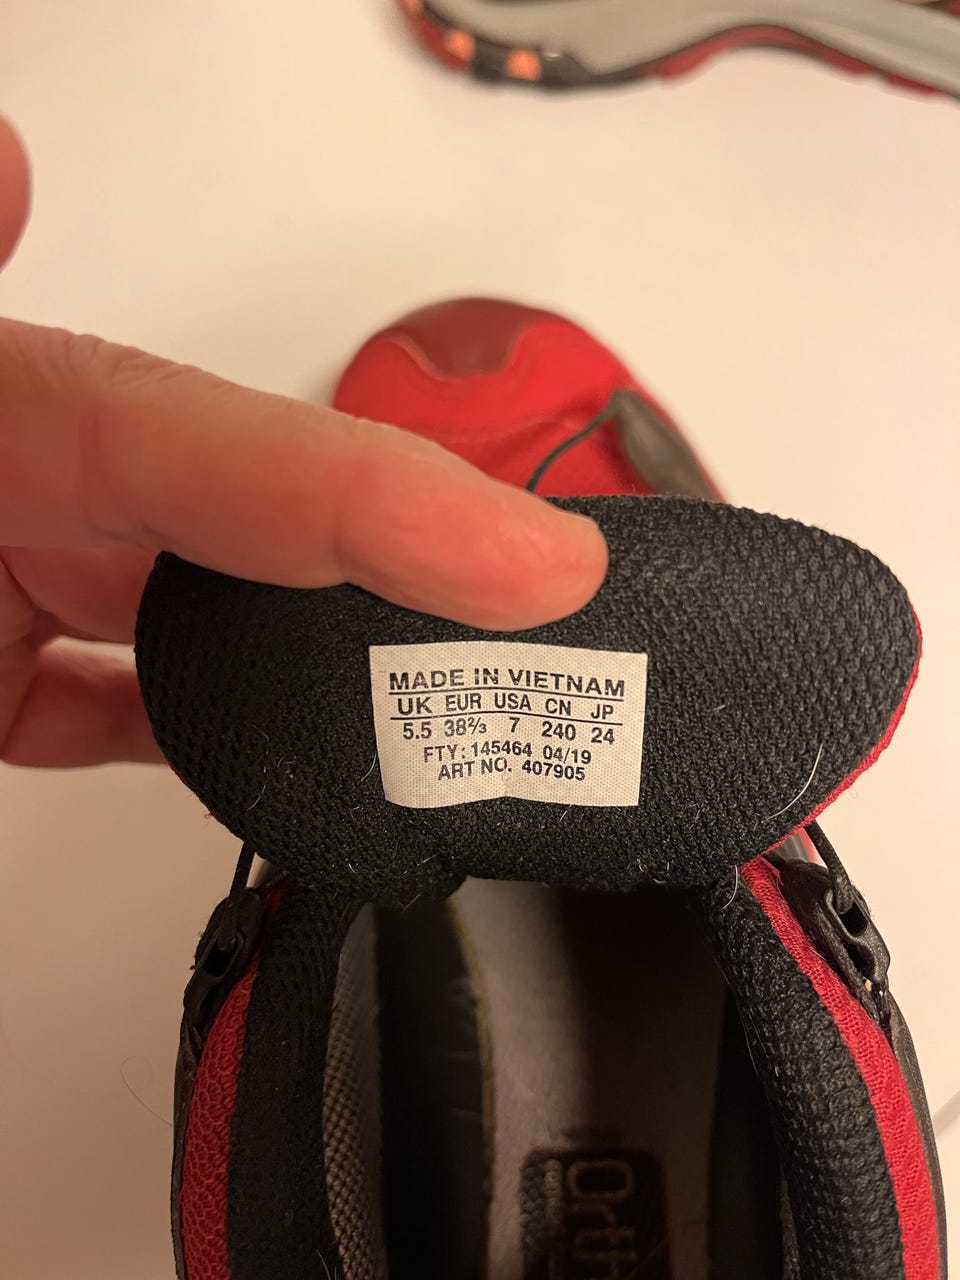 MADE IN VIETNAM
UK EUR USA CN JP
5.5 38⅔ 7 240 24
FTY: 145464 04/19
ART NO. 407905
Orth